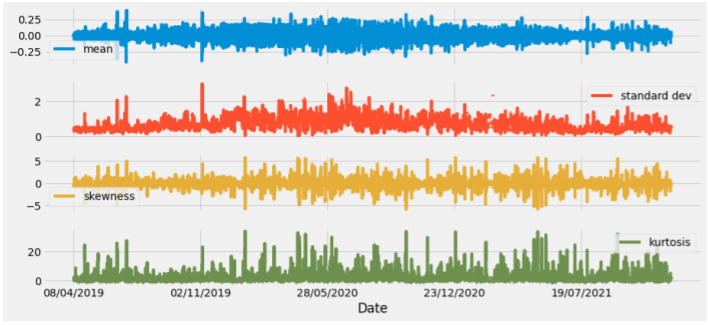 0.25
0.00
−0.25
mean
2
0
standard dev
5
0
−5
skewness
20
0
kurtosis
08/04/2019 02/11/2019 28/05/2020 23/12/2020 19/07/2021
Date